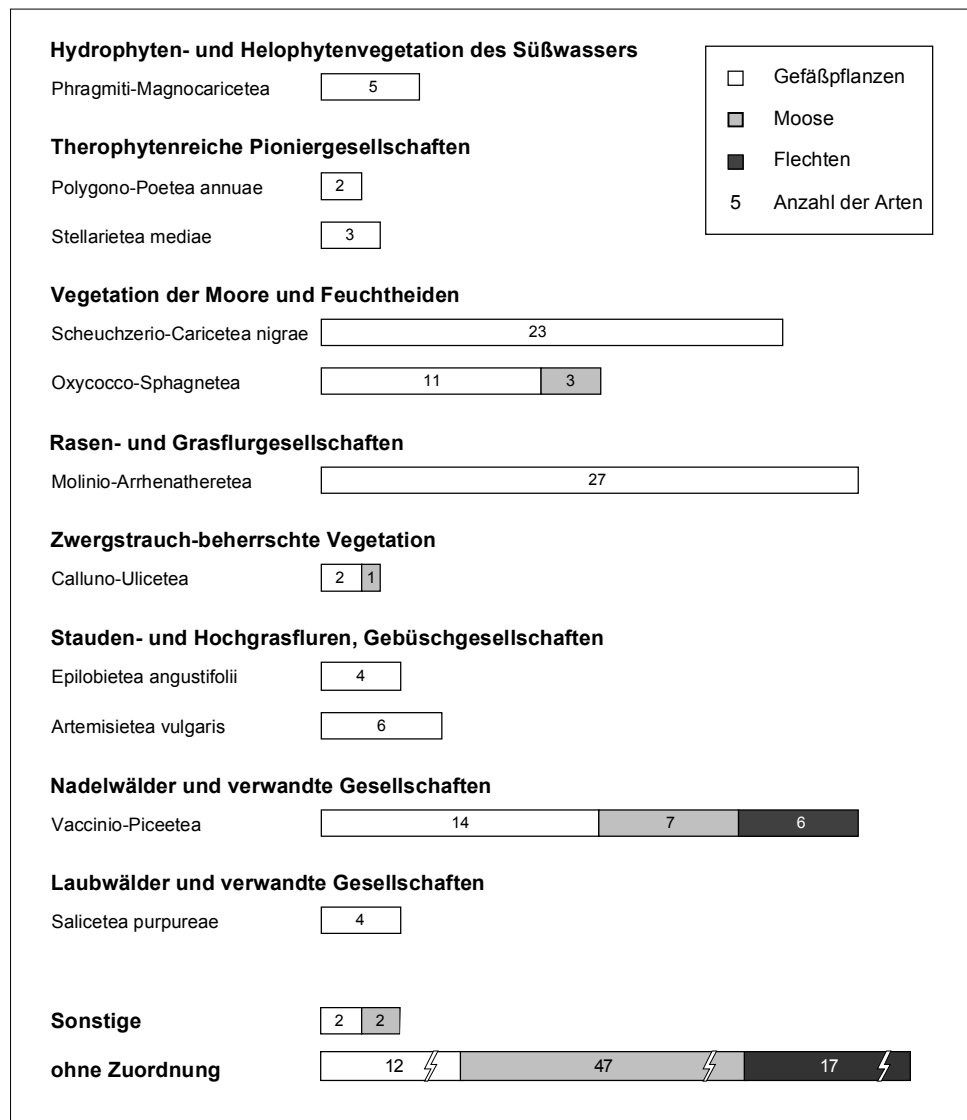 Hydrophyten- und Helophytenvegetation des Süßwassers
Phragmiti-Magnocaricetea 5
Therophytenreiche Pioniergesellschaften
Polygono-Poetea annuae 2
Stellarietea mediae 3
Vegetation der Moore und Feuchtheiden
Scheuchzerio-Caricetea nigrae 23
Oxycocco-Sphagnetea 11 3
Rasen- und Grasflurgesellschaften
Molinio-Arrhenatheretea 27
Zwergstrauch-beherrschte Vegetation
Calluno-Ulicetea 2 1
Stauden- und Hochgrasfluren, Gebüschgesellschaften
Epilobietea angustifolii 4
Artemisietea vulgaris 6
Nadelwälder und verwandte Gesellschaften
Vaccinio-Piceetea 14 7 6
Laubwälder und verwandte Gesellschaften
Salicetea purpureae 4
Sonstige 2 2
ohne Zuordnung 12 47 17
Gefäßpflanzen
Moose
Flechten
5 Anzahl der Arten